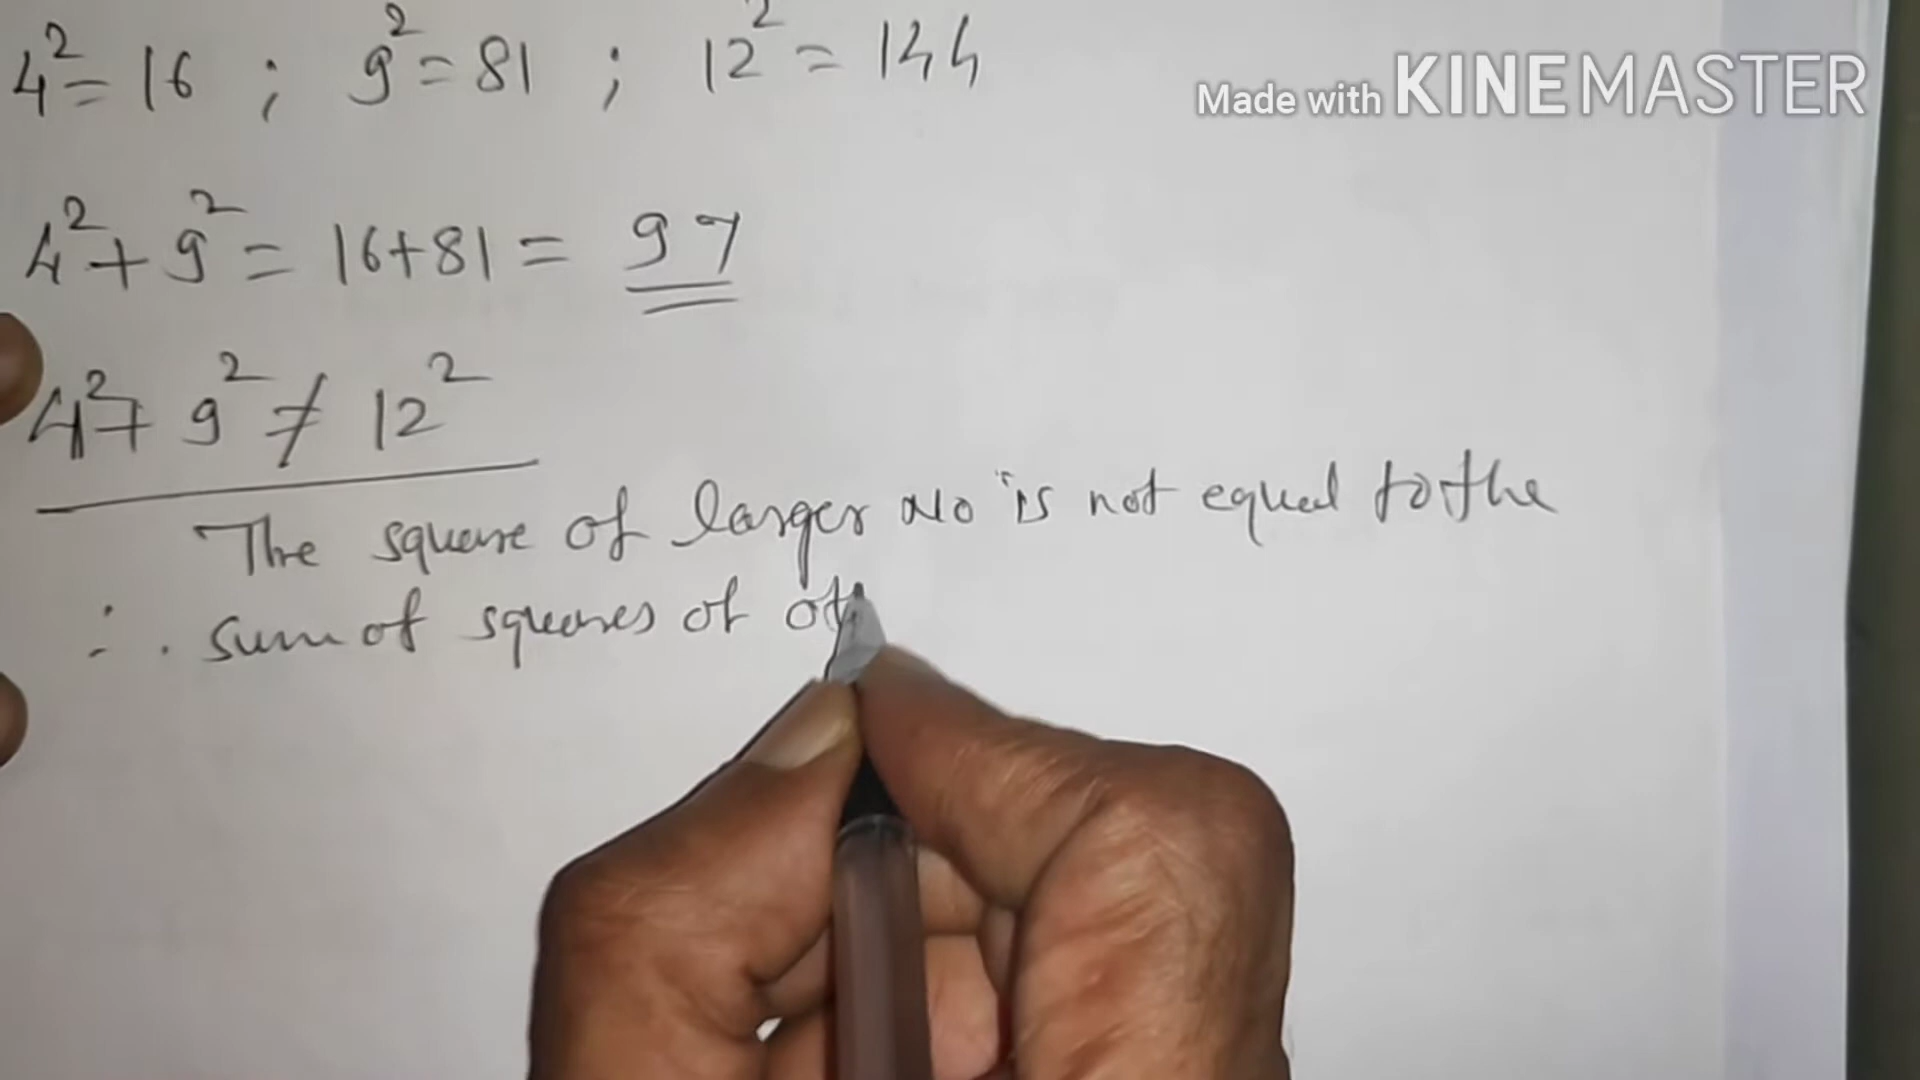 4² = 16 ; 9² = 81 ; 12² = 144
Made with KINEMASTER
4² + 9² = 16+81 = 97
4² + 9² ≠ 12²
The square of larger No is not equal to the
∴ . sum of squares of oth